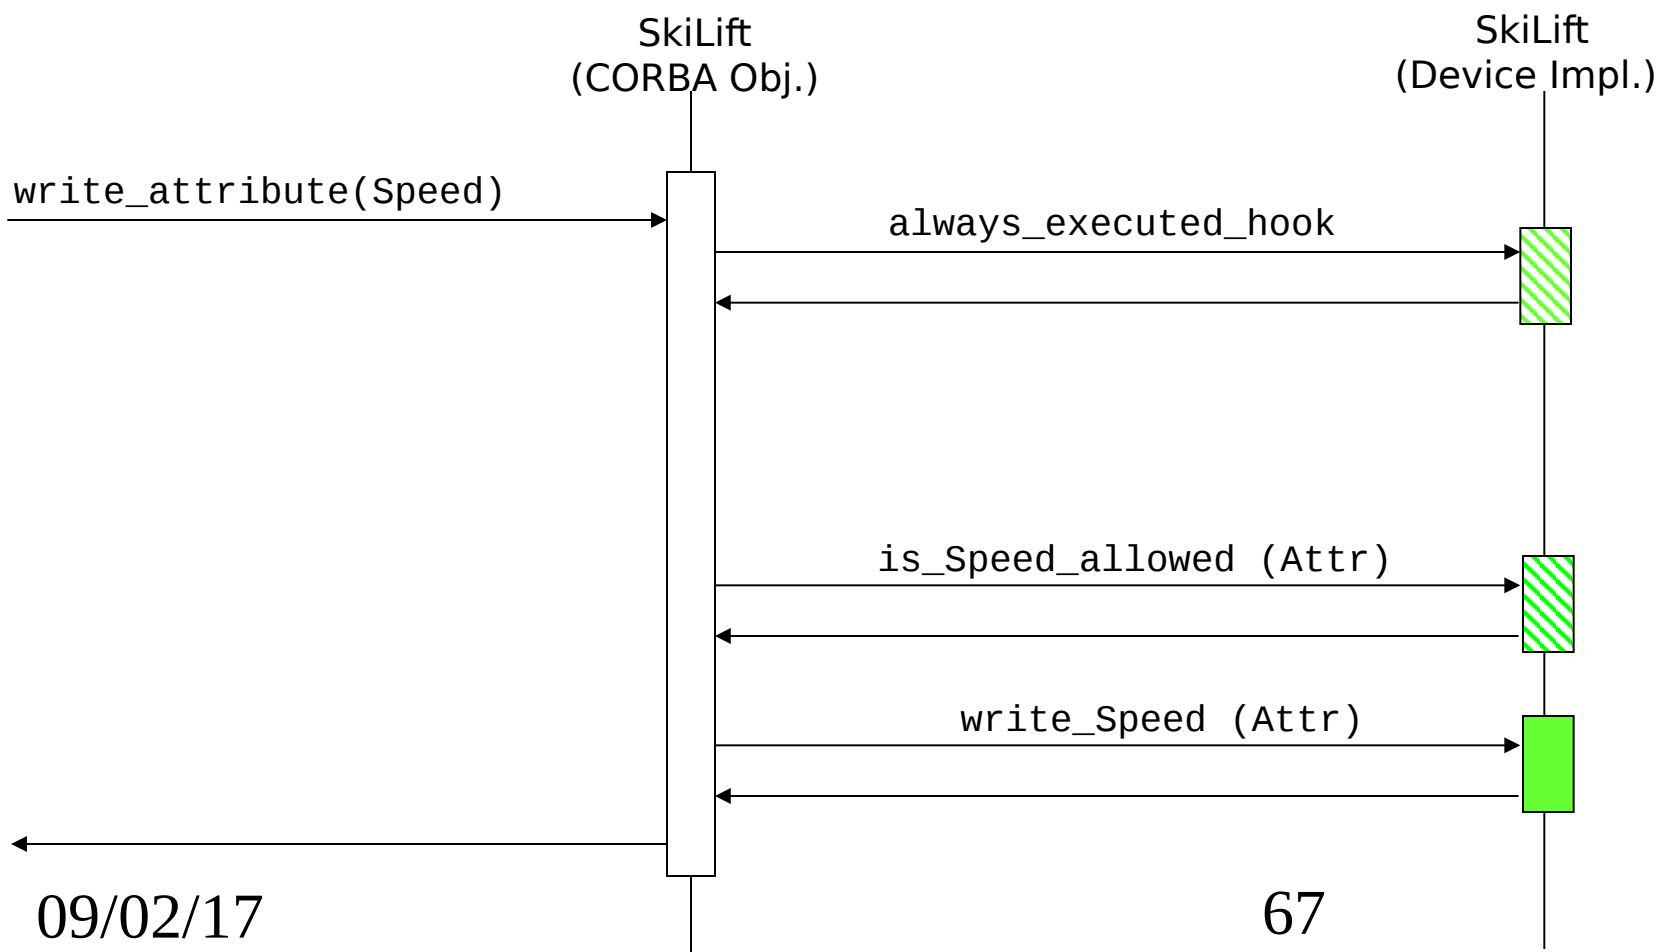 SkiLift
(CORBA Obj.)
SkiLift
(Device Impl.)
write_attribute(Speed)
always_executed_hook
is_Speed_allowed (Attr)
write_Speed (Attr)
09/02/17
67